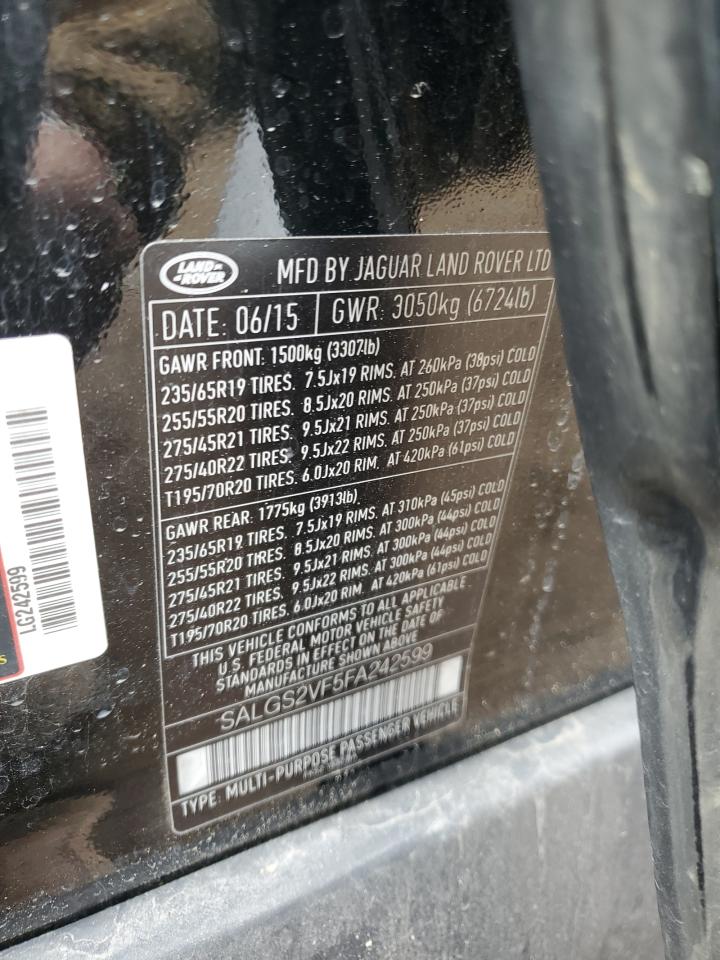 LAND ROVER
MFD BY JAGUAR LAND ROVER LTD
DATE: 06/15 GWR: 3050kg (6724lb)
GAWR FRONT: 1500kg (3307lb)
235/65R19 TIRES. 7.5Jx19 RIMS. AT 260kPa (38psi) COLD
255/55R20 TIRES. 8.5Jx20 RIMS. AT 250kPa (37psi) COLD
275/45R21 TIRES. 9.5Jx21 RIMS. AT 250kPa (37psi) COLD
275/40R22 TIRES. 9.5Jx22 RIMS. AT 250kPa (37psi) COLD
T195/70R20 TIRES. 6.0Jx20 RIM. AT 420kPa (61psi) COLD
GAWR REAR: 1775kg (3913lb)
235/65R19 TIRES. 7.5Jx19 RIMS. AT 310kPa (45psi) COLD
255/55R20 TIRES. 8.5Jx20 RIMS. AT 300kPa (44psi) COLD
275/45R21 TIRES. 9.5Jx21 RIMS. AT 300kPa (44psi) COLD
275/40R22 TIRES. 9.5Jx22 RIMS. AT 300kPa (44psi) COLD
T195/70R20 TIRES. 6.0Jx20 RIM. AT 420kPa (61psi) COLD
THIS VEHICLE CONFORMS TO ALL APPLICABLE
U.S. FEDERAL MOTOR VEHICLE SAFETY
STANDARDS IN EFFECT ON THE DATE OF
MANUFACTURE SHOWN ABOVE
SALGS2VF5FA242599
TYPE: MULTI-PURPOSE PASSENGER VEHICLE
LG242599